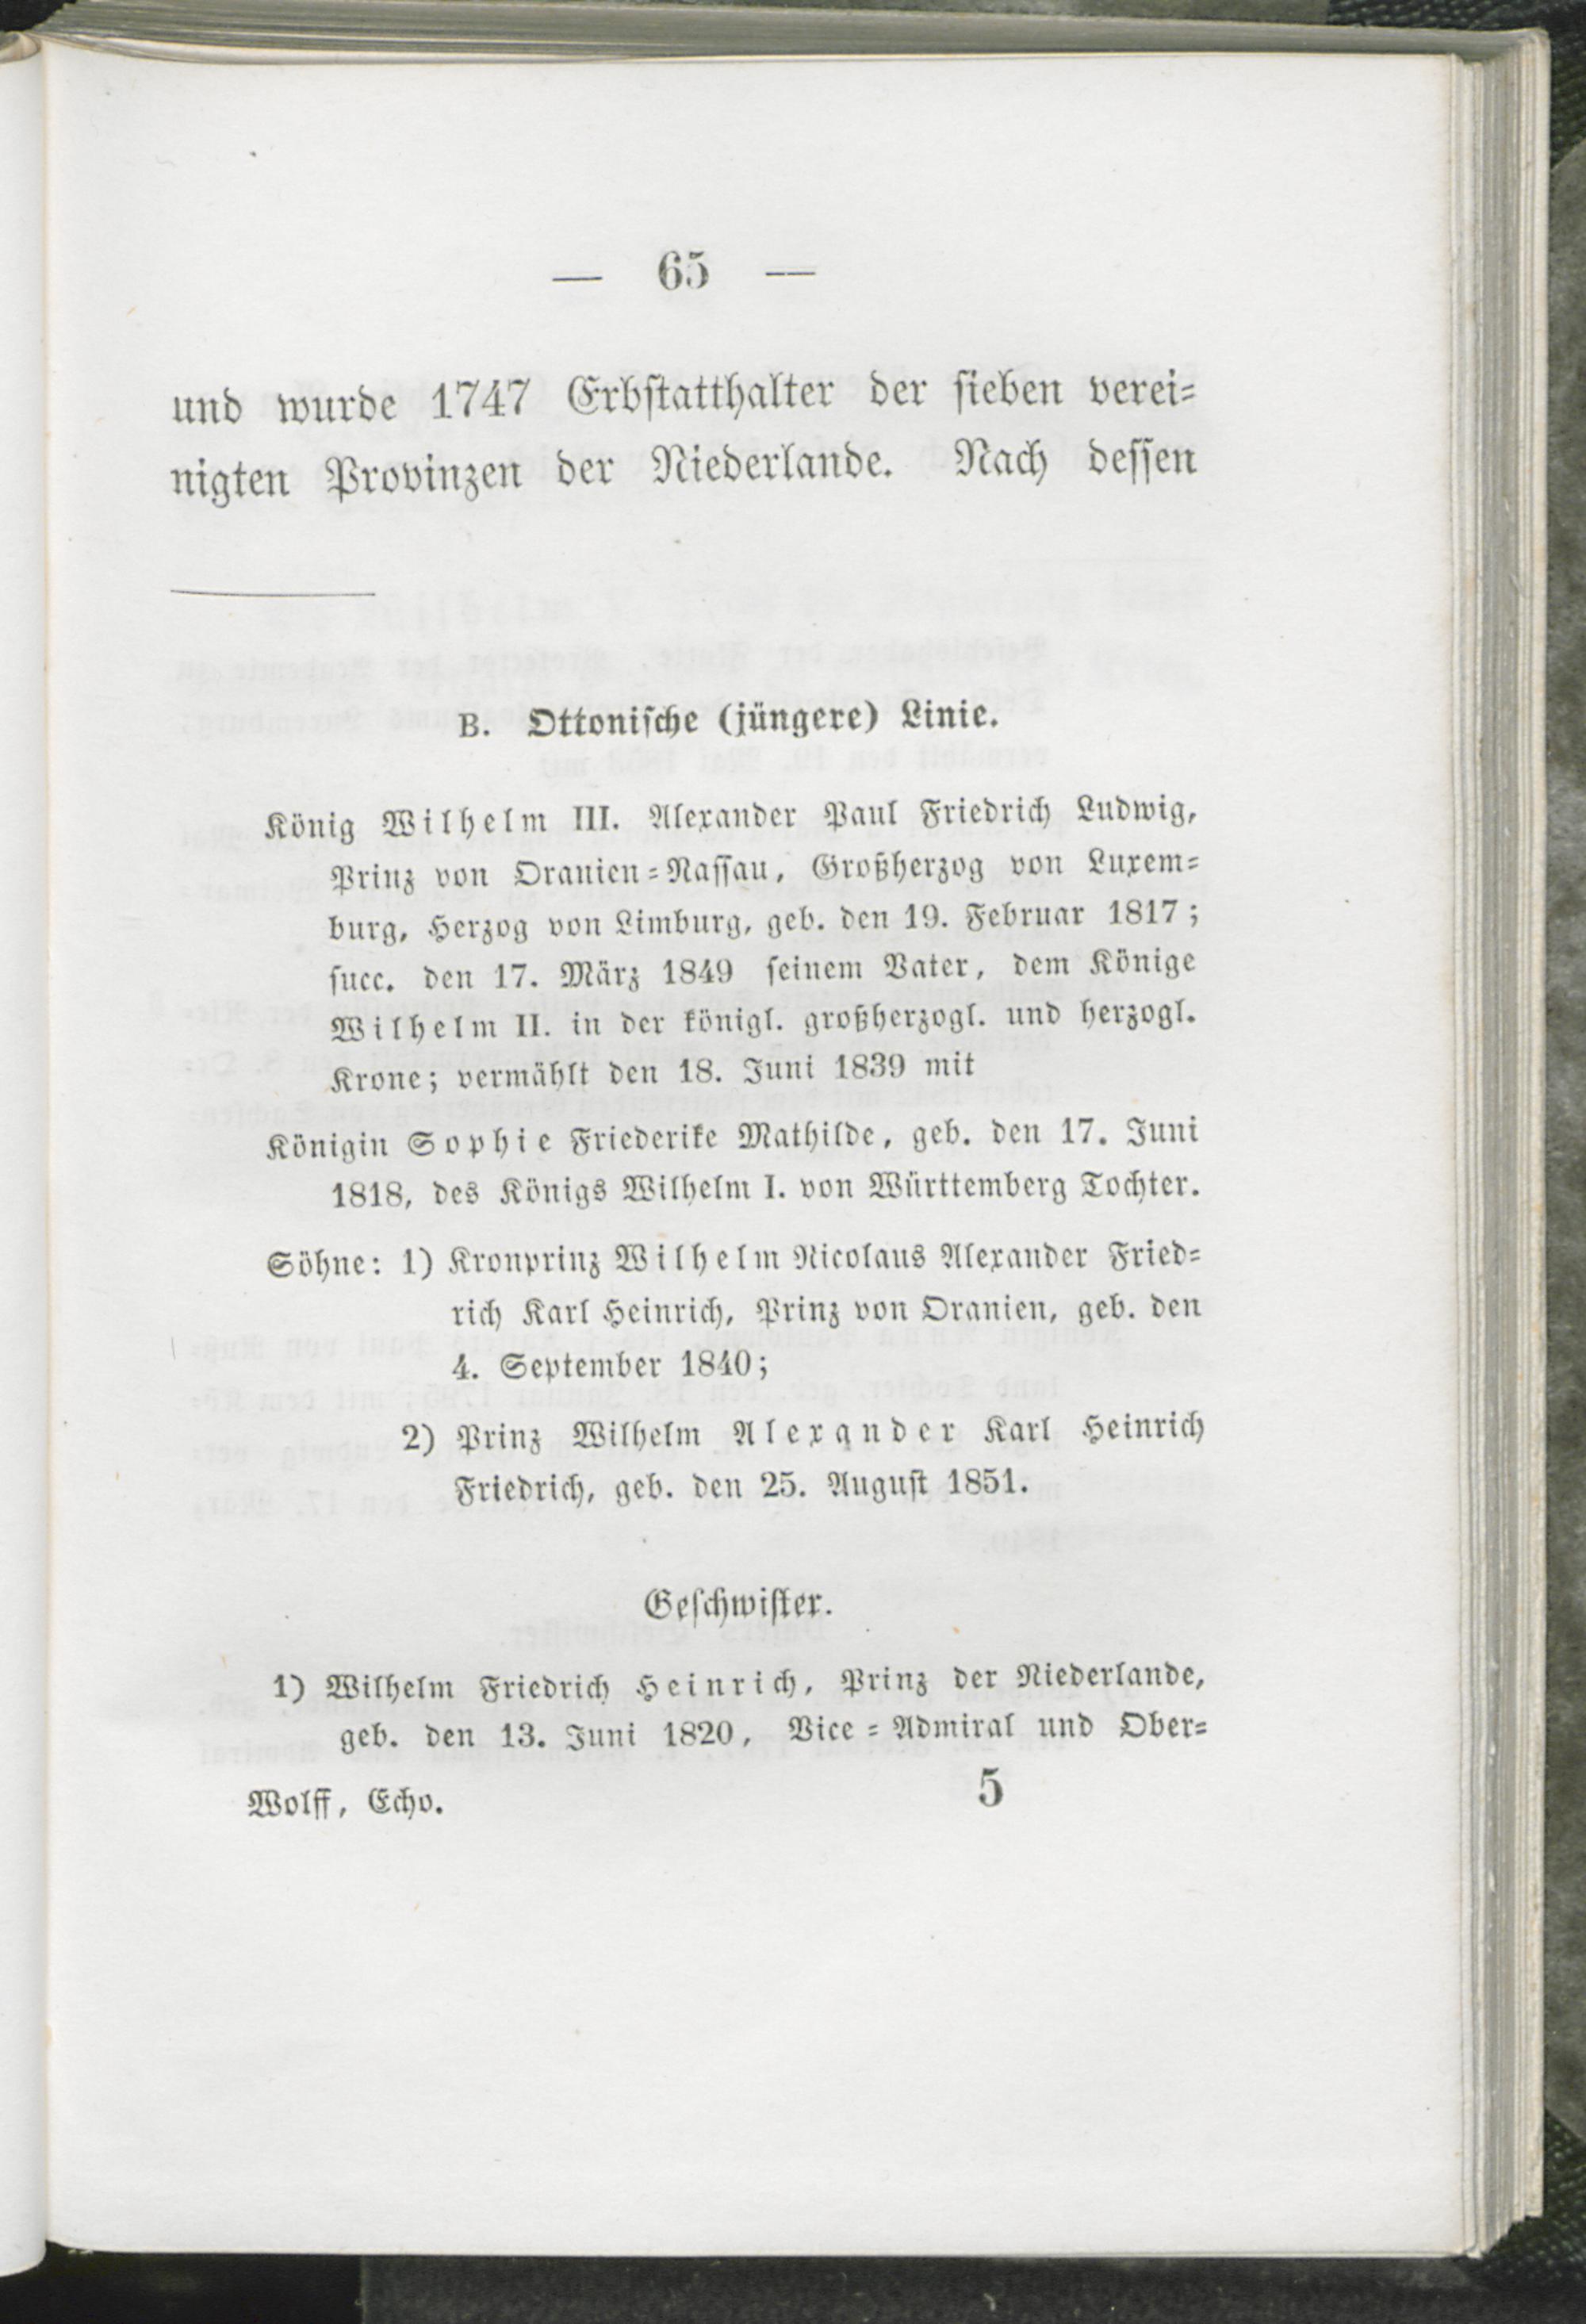 — 65 —
und wurde 1747 Erbstatthalter der sieben verei=
nigten Provinzen der Niederlande. Nach dessen
B. Ottonische (jüngere) Linie.
König Wilhelm III. Alexander Paul Friedrich Ludwig,
Prinz von Oranien=Nassau, Großherzog von Luxem=
burg, Herzog von Limburg, geb. den 19. Februar 1817;
succ. den 17. März 1849 seinem Vater, dem Könige
Wilhelm II. in der königl. großherzogl. und herzogl.
Krone; vermählt den 18. Juni 1839 mit
Königin Sophie Friederike Mathilde, geb. den 17. Juni
1818, des Königs Wilhelm I. von Württemberg Tochter.
Söhne: 1) Kronprinz Wilhelm Nicolaus Alexander Fried=
rich Karl Heinrich, Prinz von Oranien, geb. den
4. September 1840;
2) Prinz Wilhelm Alexander Karl Heinrich
Friedrich, geb. den 25. August 1851.
Geschwister.
1) Wilhelm Friedrich Heinrich, Prinz der Niederlande,
geb. den 13. Juni 1820, Vice=Admiral und Ober=
Wolff, Echo. 5